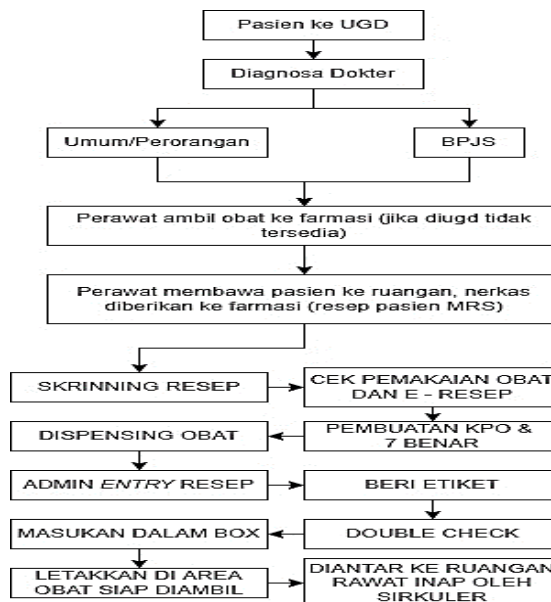 Pasien ke UGD
Diagnosa Dokter
Umum/Perorangan
BPJS
Perawat ambil obat ke farmasi (jika diugd tidak
tersedia)
Perawat membawa pasien ke ruangan, nerkas
diberikan ke farmasi (resep pasien MRS)
SKRINNING RESEP
CEK PEMAKAIAN OBAT
DAN E - RESEP
DISPENSING OBAT
PEMBUATAN KPO &
7 BENAR
ADMIN ENTRY RESEP
BERI ETIKET
MASUKAN DALAM BOX
DOUBLE CHECK
LETAKKAN DI AREA
OBAT SIAP DIAMBIL
DIANTAR KE RUANGAN
RAWAT INAP OLEH
SIRKULER